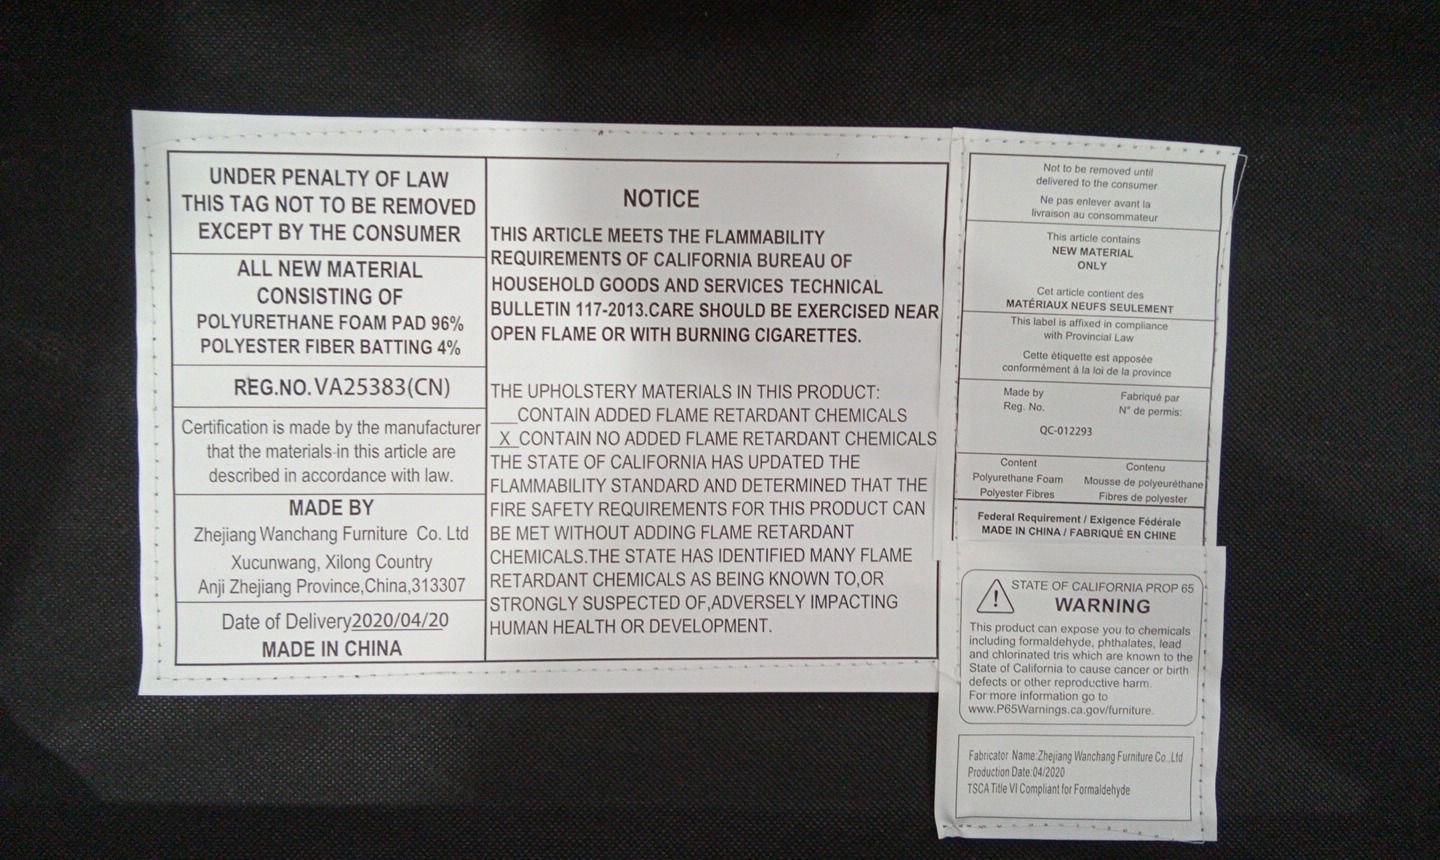 UNDER PENALTY OF LAW
THIS TAG NOT TO BE REMOVED
EXCEPT BY THE CONSUMER
ALL NEW MATERIAL
CONSISTING OF
POLYURETHANE FOAM PAD 96%
POLYESTER FIBER BATTING 4%
REG.NO.VA25383(CN)
Certification is made by the manufacturer
that the materials in this article are
described in accordance with law.
MADE BY
Zhejiang Wanchang Furniture Co. Ltd
Xucunwang, Xilong Country
Anji Zhejiang Province,China,313307
Date of Delivery2020/04/20
MADE IN CHINA
NOTICE
THIS ARTICLE MEETS THE FLAMMABILITY
REQUIREMENTS OF CALIFORNIA BUREAU OF
HOUSEHOLD GOODS AND SERVICES TECHNICAL
BULLETIN 117-2013.CARE SHOULD BE EXERCISED NEAR
OPEN FLAME OR WITH BURNING CIGARETTES.
THE UPHOLSTERY MATERIALS IN THIS PRODUCT:
___CONTAIN ADDED FLAME RETARDANT CHEMICALS
_X_CONTAIN NO ADDED FLAME RETARDANT CHEMICALS
THE STATE OF CALIFORNIA HAS UPDATED THE
FLAMMABILITY STANDARD AND DETERMINED THAT THE
FIRE SAFETY REQUIREMENTS FOR THIS PRODUCT CAN
BE MET WITHOUT ADDING FLAME RETARDANT
CHEMICALS.THE STATE HAS IDENTIFIED MANY FLAME
RETARDANT CHEMICALS AS BEING KNOWN TO,OR
STRONGLY SUSPECTED OF,ADVERSELY IMPACTING
HUMAN HEALTH OR DEVELOPMENT.
Not to be removed until
delivered to the consumer
Ne pas enlever avant la
livraison au consommateur
This article contains
NEW MATERIAL
ONLY
Cet article contient des
MATÉRIAUX NEUFS SEULEMENT
This label is affixed in compliance
with Provincial Law
Cette étiquette est apposée
conformément à la loi de la province
Made by Fabriqué par
Reg. No. N° de permis:
QC-012293
Content Contenu
Polyurethane Foam Mousse de polyeuréthane
Polyester Fibres Fibres de polyester
Federal Requirement / Exigence Fédérale
MADE IN CHINA / FABRIQUÉ EN CHINE
STATE OF CALIFORNIA PROP 65
WARNING
This product can expose you to chemicals
including formaldehyde, phthalates, lead
and chlorinated tris which are known to the
State of California to cause cancer or birth
defects or other reproductive harm.
For more information go to
www.P65Warnings.ca.gov/furniture.
Fabricator Name:Zhejiang Wanchang Furniture Co.,Ltd
Production Date:04/2020
TSCA Title VI Compliant for Formaldehyde